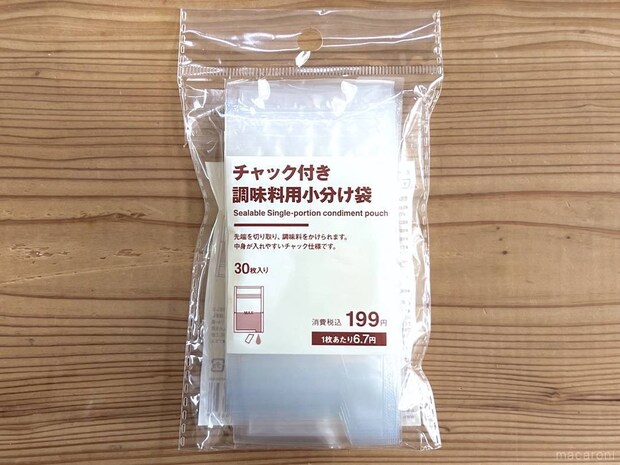 チャック付き
調味料用小分け袋
Sealable Single-portion condiment pouch
先端を切り取り、調味料をかけられます。
中身が入れやすいチャック仕様です。
30枚入り
MAX
消費税込 199円
1枚あたり6.7円
macaroni